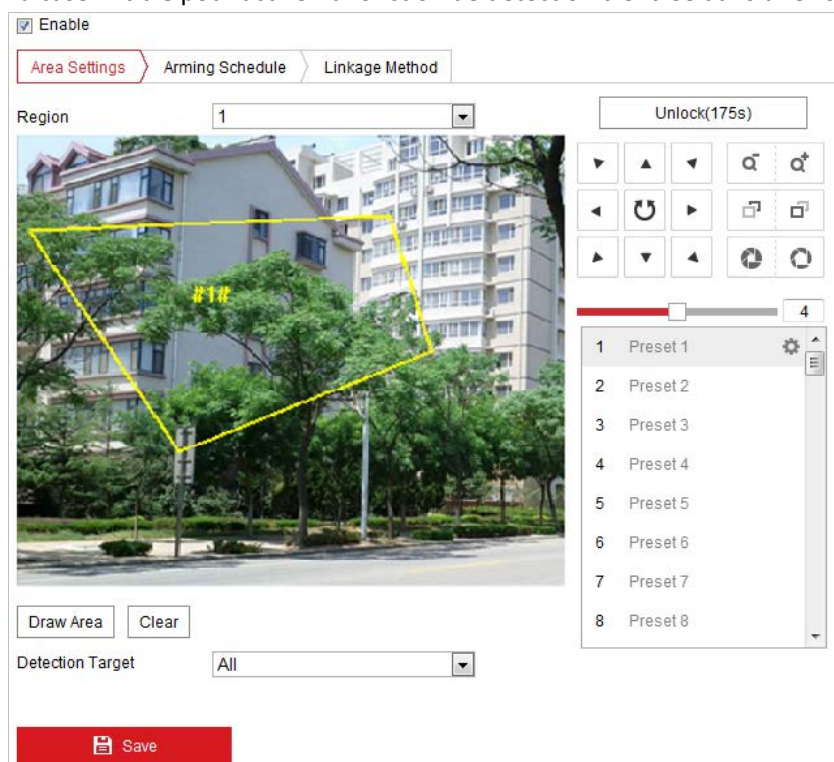 Enable
Area Settings
Arming Schedule
Linkage Method
Region
1
Unlock(175s)
#1#
4
1 Preset 1
2 Preset 2
3 Preset 3
4 Preset 4
5 Preset 5
6 Preset 6
7 Preset 7
8 Preset 8
Draw Area
Clear
Detection Target
All
Save